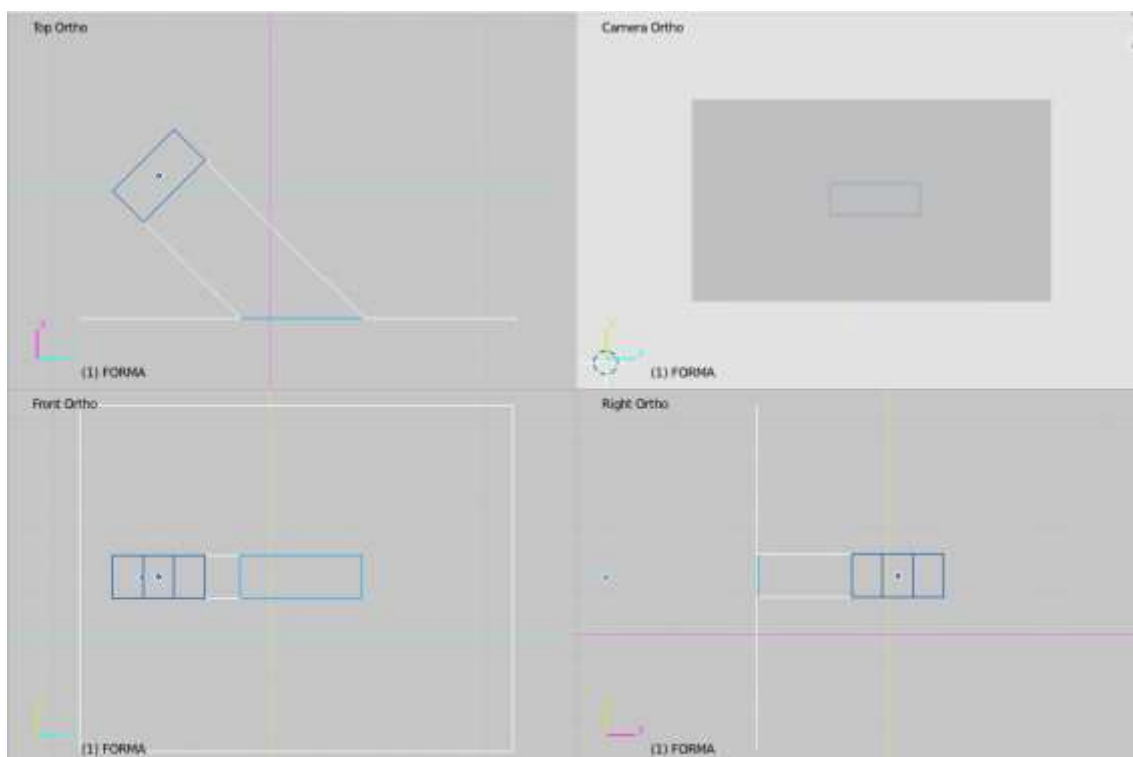 Top Ortho
Camera Ortho
(1) FORMA
(1) FORMA
Front Ortho
Right Ortho
(1) FORMA
(1) FORMA